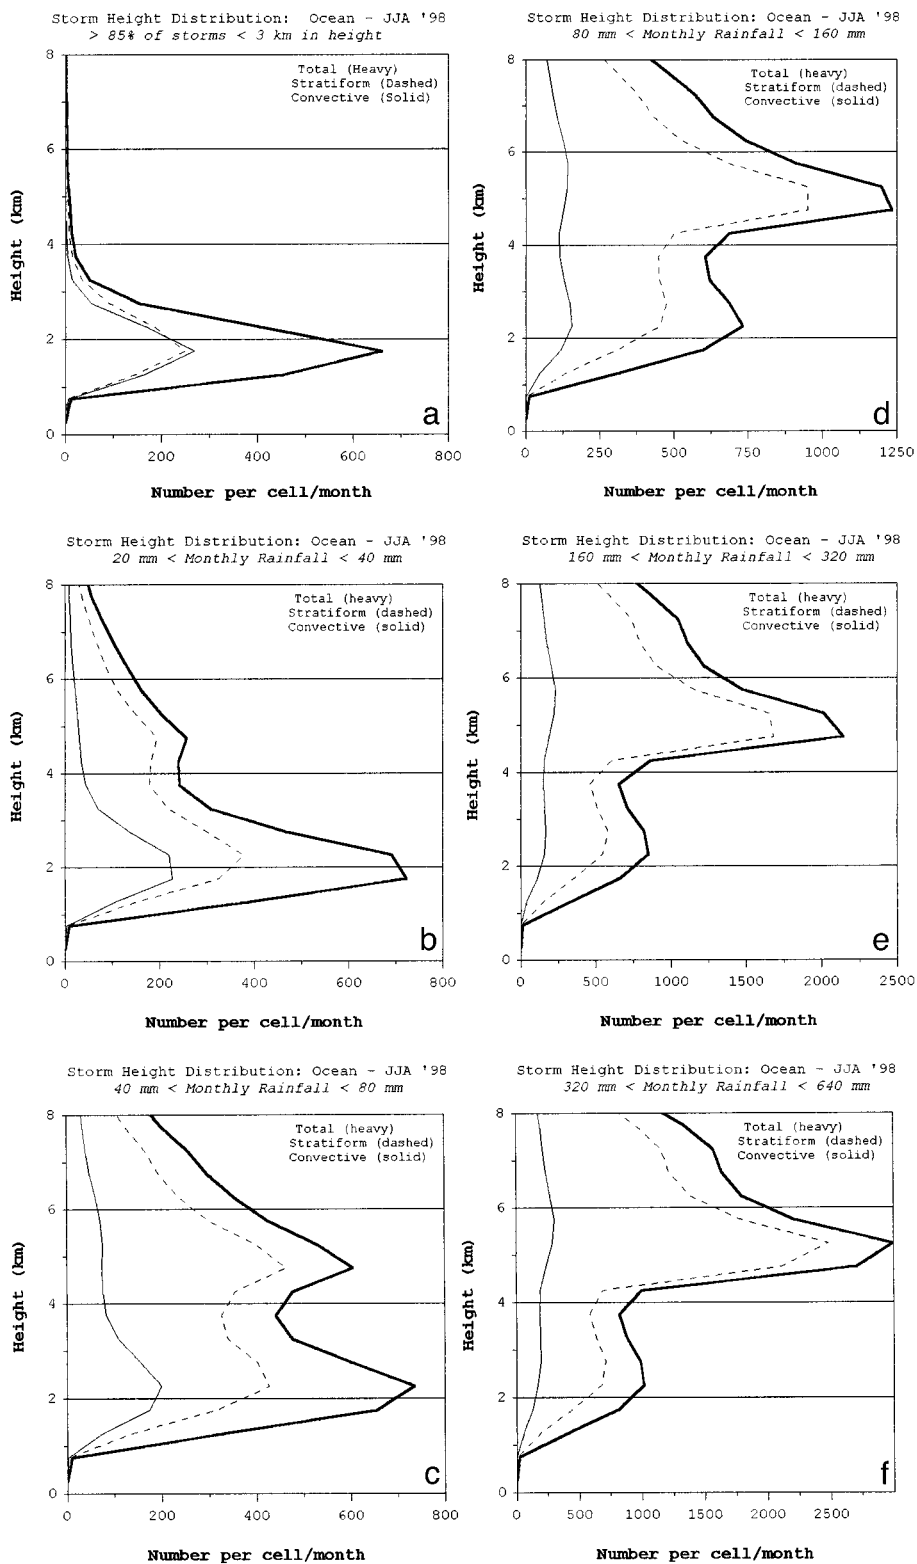 Storm Height Distribution: Ocean - JJA '98
> 85% of storms < 3 km in height
8
6
4
2
0
Height (km)
Total (Heavy)
Stratiform (Dashed)
Convective (Solid)
a
0 200 400 600 800
Number per cell/month
Storm Height Distribution: Ocean - JJA '98
20 mm < Monthly Rainfall < 40 mm
8
6
4
2
0
Height (km)
Total (heavy)
Stratiform (dashed)
Convective (solid)
b
0 200 400 600 800
Number per cell/month
Storm Height Distribution: Ocean - JJA '98
40 mm < Monthly Rainfall < 80 mm
8
6
4
2
0
Height (km)
Total (heavy)
Stratiform (dashed)
Convective (solid)
c
0 200 400 600 800
Number per cell/month
Storm Height Distribution: Ocean - JJA '98
80 mm < Monthly Rainfall < 160 mm
8
6
4
2
0
Height (km)
Total (heavy)
Stratiform (dashed)
Convective (solid)
d
0 250 500 750 1000 1250
Number per cell/month
Storm Height Distribution: Ocean - JJA '98
160 mm < Monthly Rainfall < 320 mm
8
6
4
2
0
Height (km)
Total (heavy)
Stratiform (dashed)
Convective (solid)
e
0 500 1000 1500 2000 2500
Number per cell/month
Storm Height Distribution: Ocean - JJA '98
320 mm < Monthly Rainfall < 640 mm
8
6
4
2
0
Height (km)
Total (heavy)
Stratiform (dashed)
Convective (solid)
f
0 500 1000 1500 2000 2500
Number per cell/month